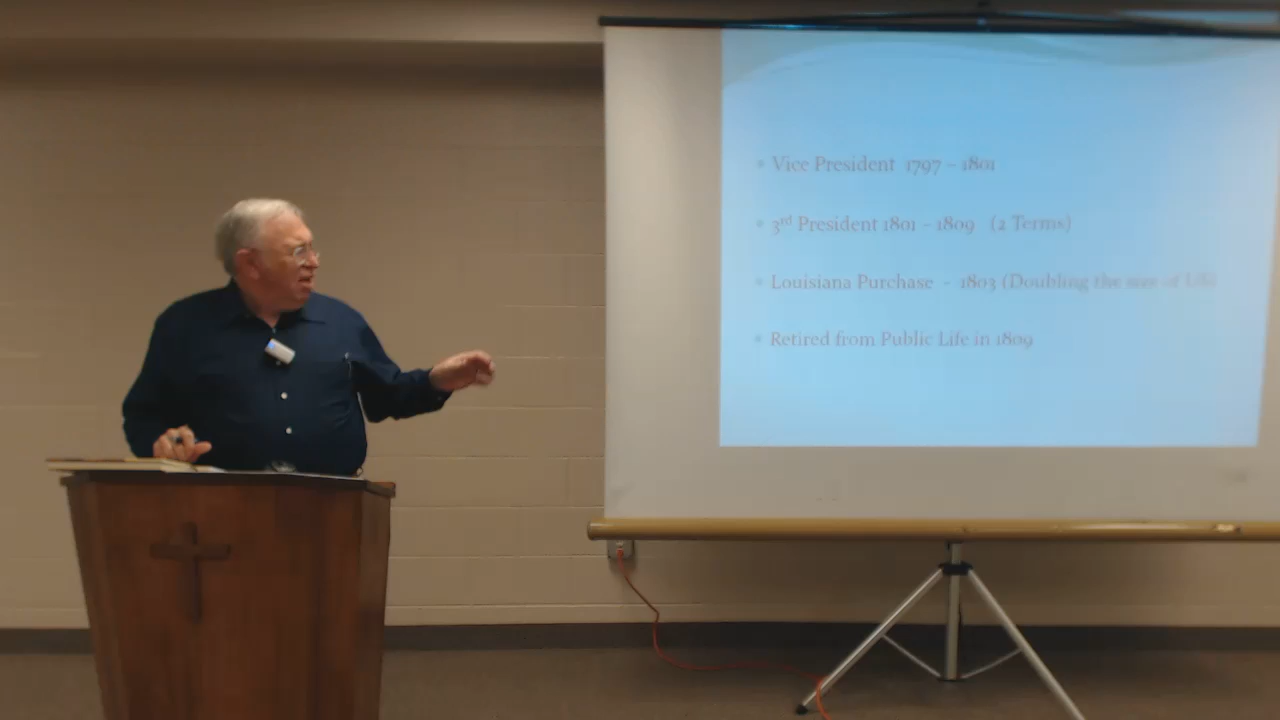 • Vice President 1797 – 1801
• 3rd President 1801 - 1809 (2 Terms)
• Louisiana Purchase - 1803 (Doubling the size of US)
• Retired from Public Life in 1809